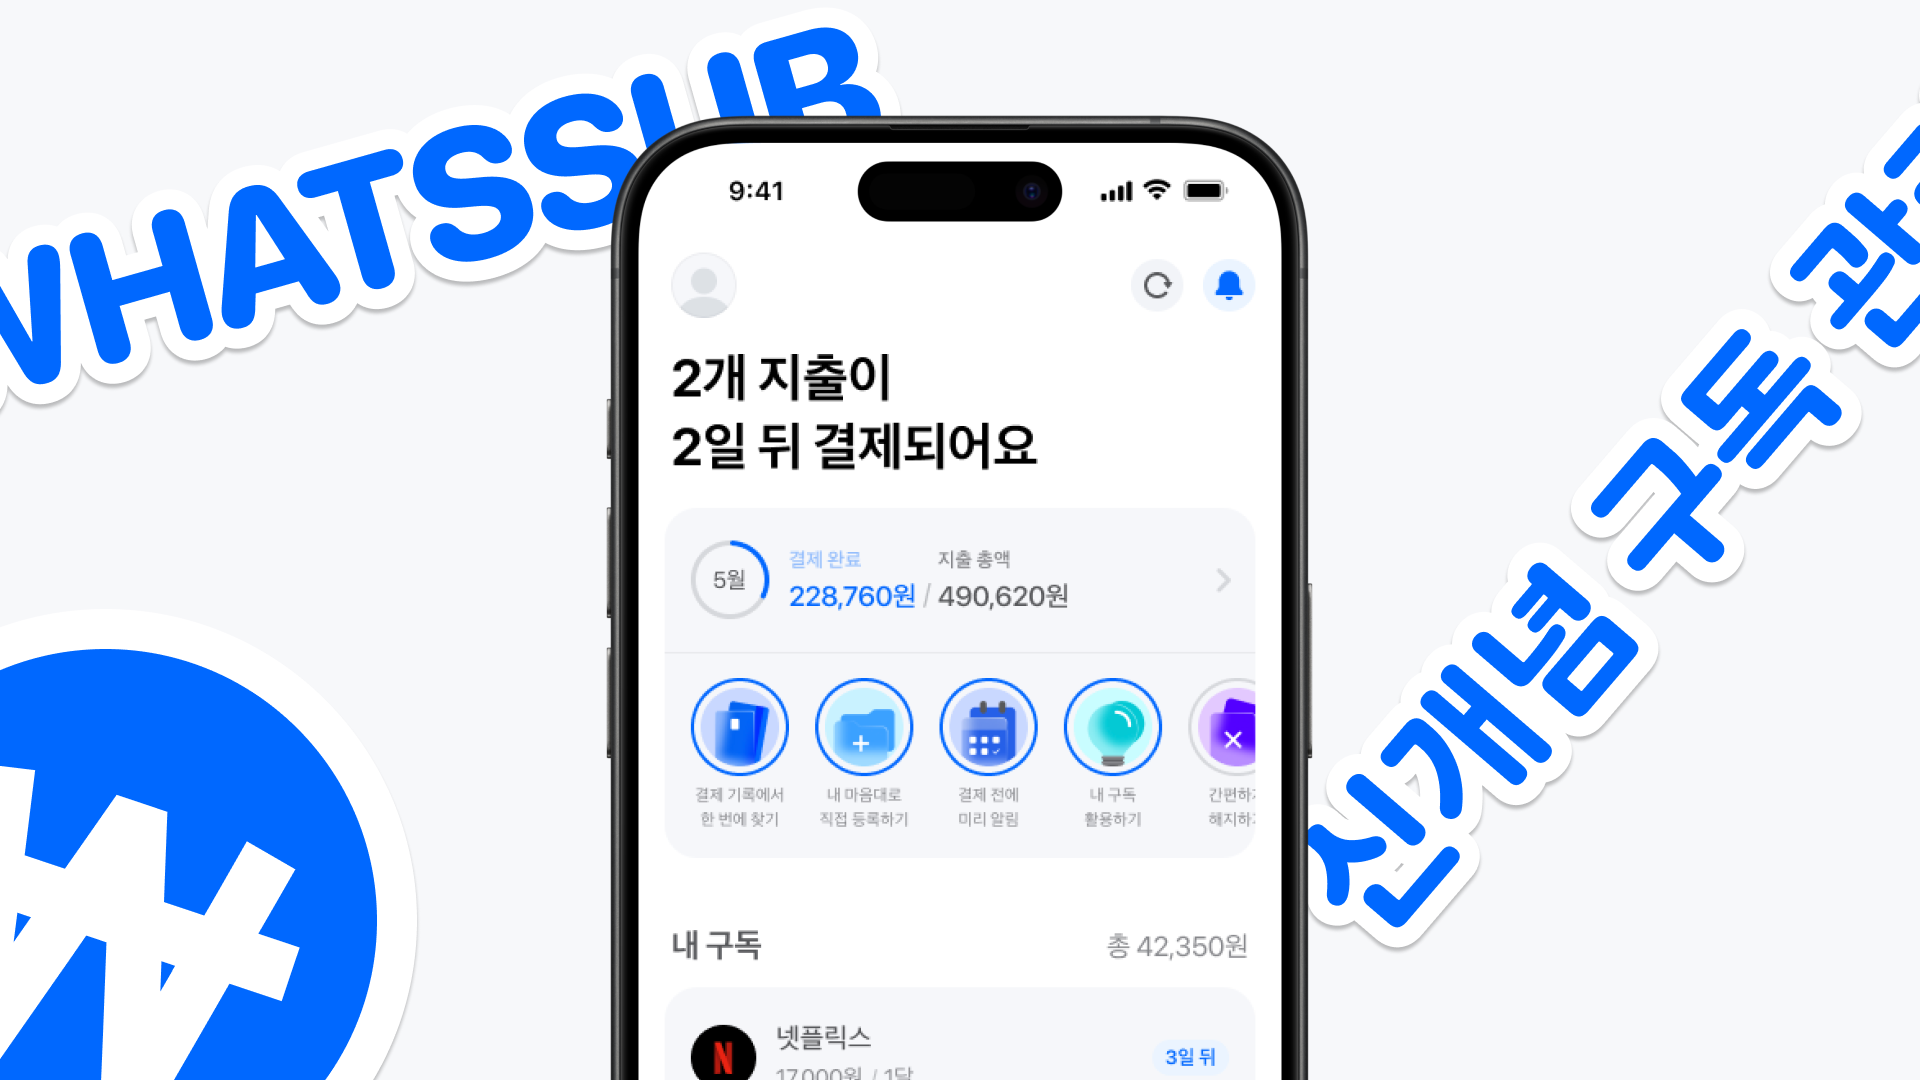 WHATSSUB
신개념 구독 관
9:41
2개 지출이
2일 뒤 결제되어요
5월
결제 완료
지출 총액
228,760원 / 490,620원
결제 기록에서
한 번에 찾기
내 마음대로
직접 등록하기
결제 전에
미리 알림
내 구독
활용하기
간편하게
해지하기
내 구독
총 42,350원
N
넷플릭스
17,000원 / 1달
3일 뒤